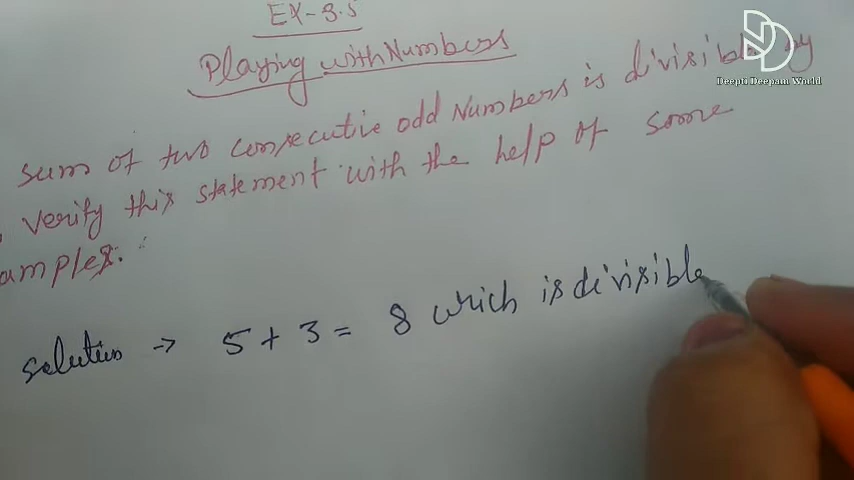 EX-3.5
Playing with Numbers
Deepti Deepam World
sum of two consecutive odd Numbers is divisible by
verify this statement with the help of some
amples.
solution → 5 + 3 = 8 which is divisible